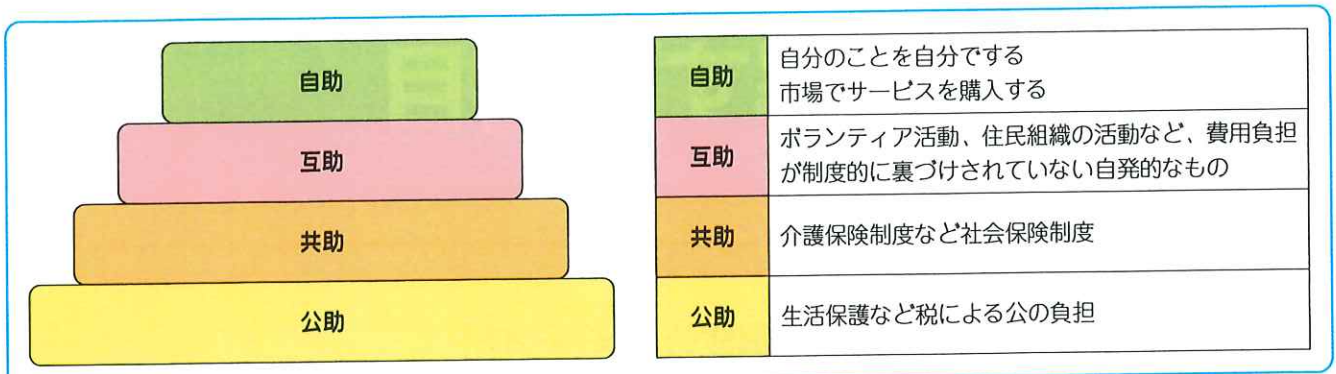 自助
互助
共助
公助
自助
自分のことを自分でする
市場でサービスを購入する
互助
ボランティア活動、住民組織の活動など、費用負担
が制度的に裏づけされていない自発的なもの
共助
介護保険制度など社会保険制度
公助
生活保護など税による公の負担